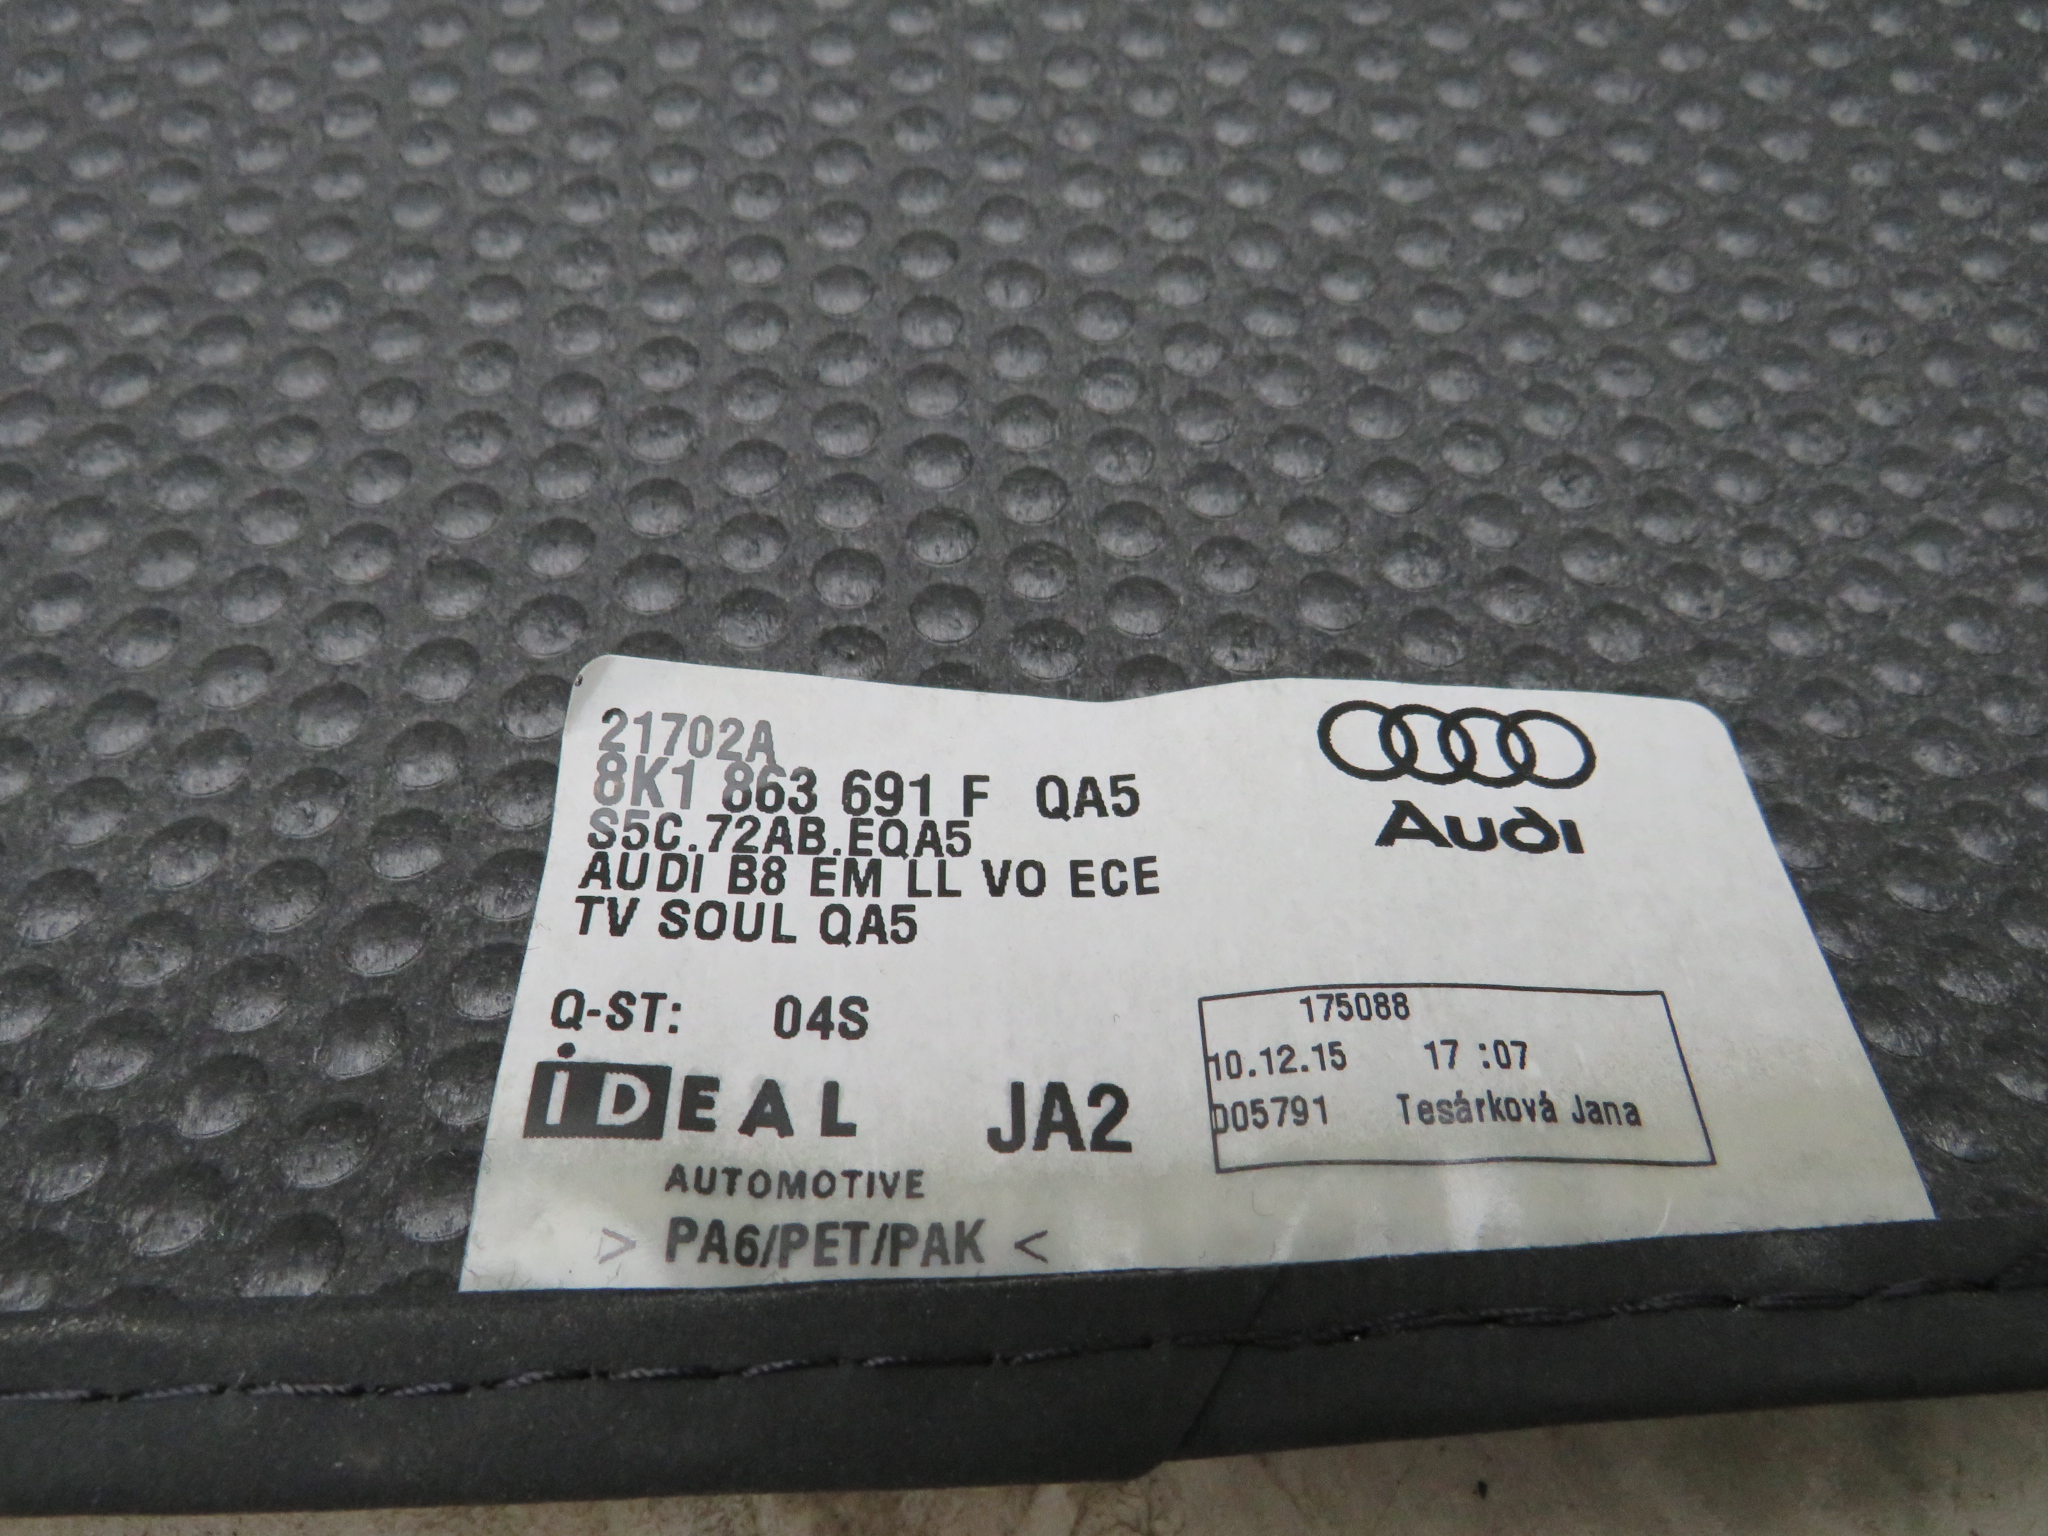 21702A
8K1 863 691 F QA5
S5C.72AB.EQA5
AUDI B8 EM LL VO ECE
TV SOUL QA5
Audi
Q-ST: 04S
175088
10.12.15 17:07
D05791 Tesárková Jana
iDEAL JA2
AUTOMOTIVE
> PA6/PET/PAK <